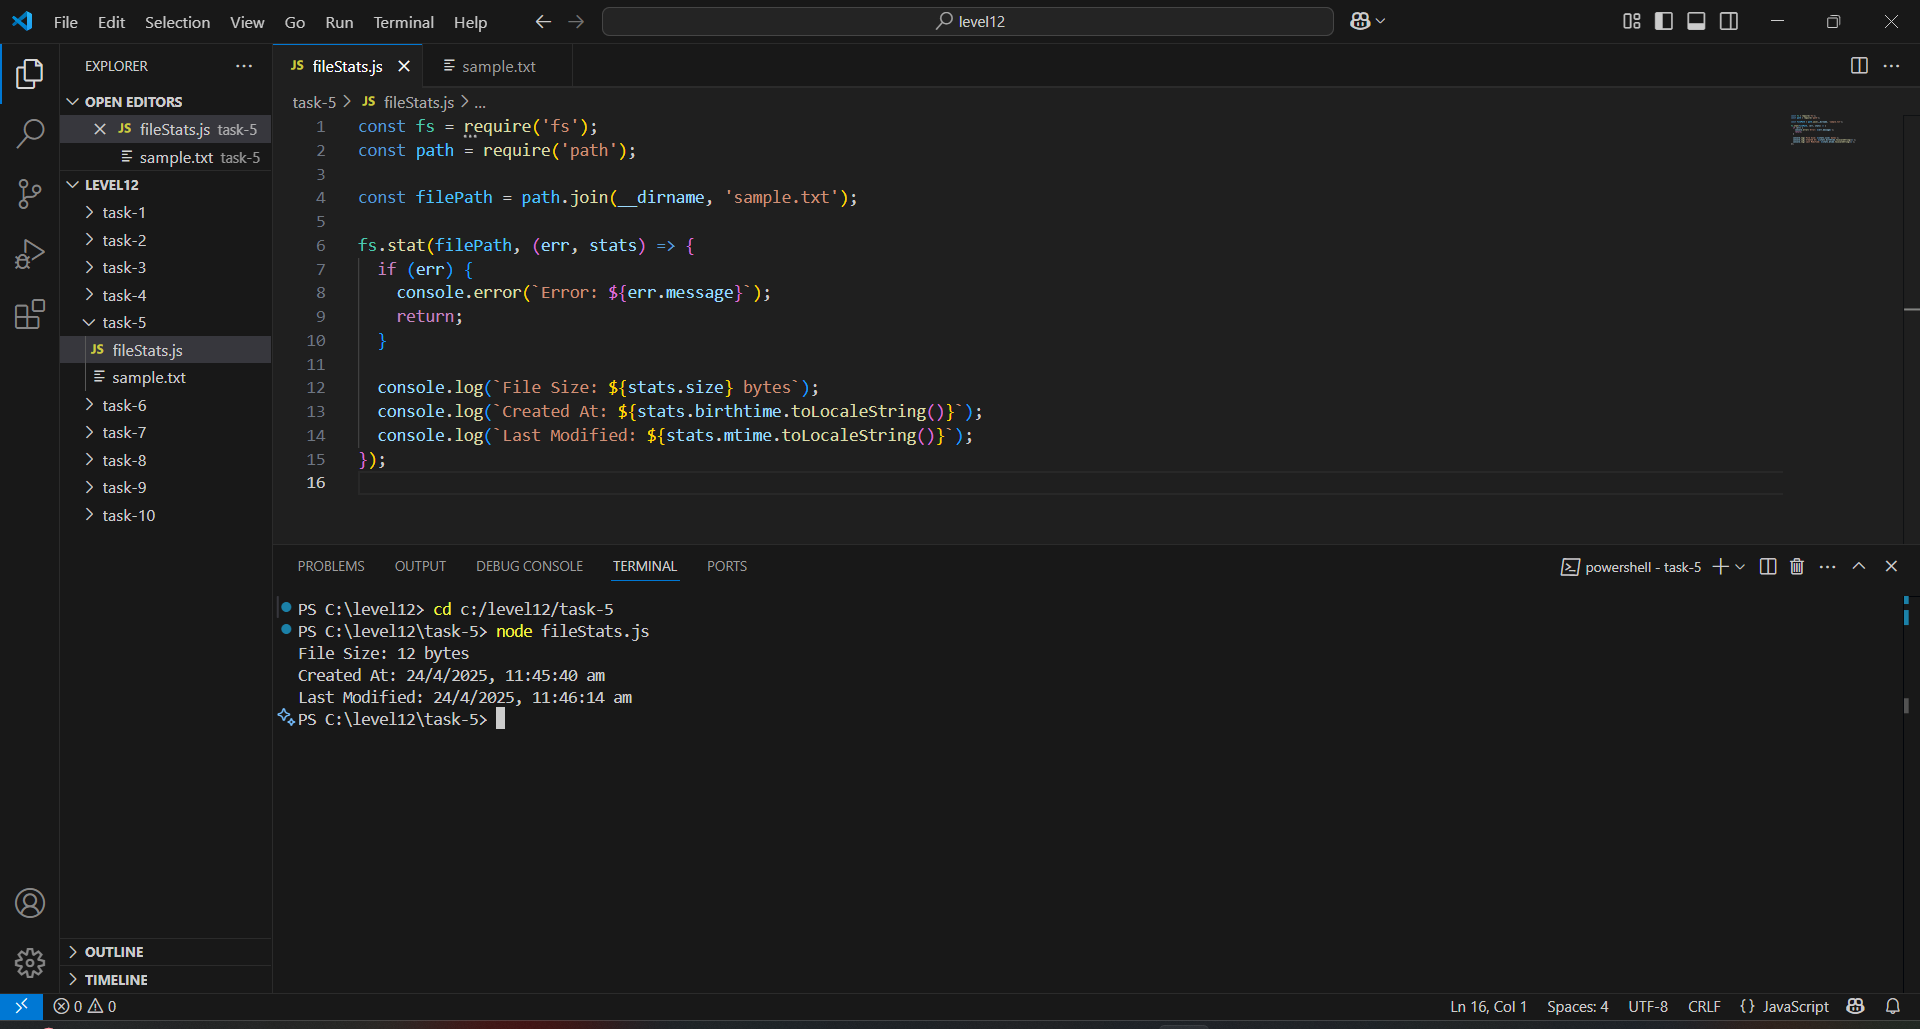 File Edit Selection View Go Run Terminal Help
level12
EXPLORER
OPEN EDITORS
JS fileStats.js task-5
sample.txt task-5
LEVEL12
task-1
task-2
task-3
task-4
task-5
JS fileStats.js
sample.txt
task-6
task-7
task-8
task-9
task-10
OUTLINE
TIMELINE
JS fileStats.js
sample.txt
task-5 > JS fileStats.js > ...
1 const fs = require('fs');
2 const path = require('path');
3
4 const filePath = path.join(__dirname, 'sample.txt');
5
6 fs.stat(filePath, (err, stats) => {
7 if (err) {
8 console.error(`Error: ${err.message}`);
9 return;
10 }
11
12 console.log(`File Size: ${stats.size} bytes`);
13 console.log(`Created At: ${stats.birthtime.toLocaleString()}`);
14 console.log(`Last Modified: ${stats.mtime.toLocaleString()}`);
15 });
16
PROBLEMS OUTPUT DEBUG CONSOLE TERMINAL PORTS
powershell - task-5
PS C:\level12> cd c:/level12/task-5
PS C:\level12\task-5> node fileStats.js
File Size: 12 bytes
Created At: 24/4/2025, 11:45:40 am
Last Modified: 24/4/2025, 11:46:14 am
PS C:\level12\task-5>
0 0
Ln 16, Col 1 Spaces: 4 UTF-8 CRLF {} JavaScript